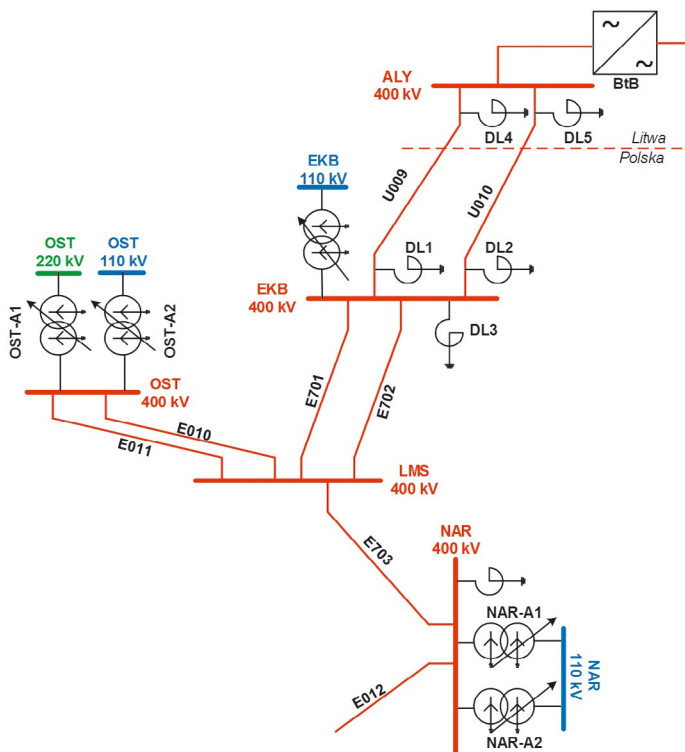 BtB
ALY
400 kV
DL4
DL5
Litwa
Polska
U009
U010
EKB
110 kV
DL1
DL2
EKB
400 kV
DL3
OST
220 kV
OST
110 kV
OST-A1
OST-A2
OST
400 kV
E701
E702
E010
E011
LMS
400 kV
E703
NAR
400 kV
NAR-A1
NAR
110 kV
E012
NAR-A2
~
~